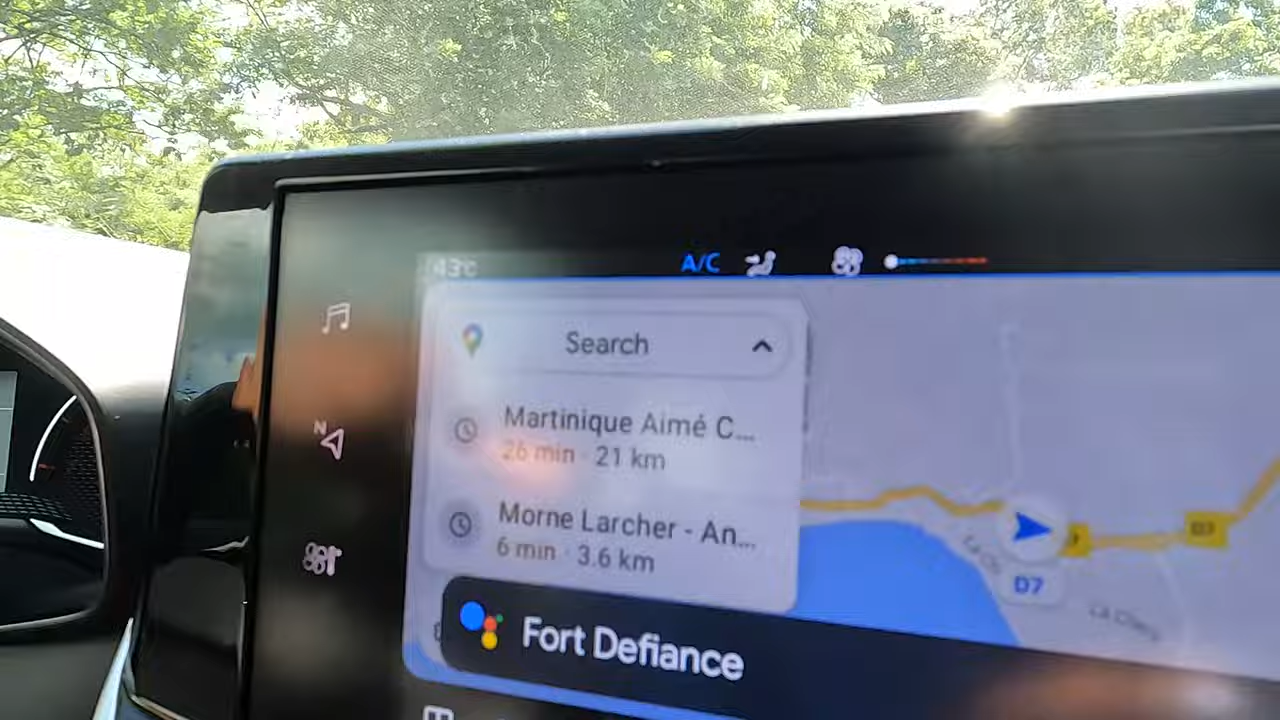 43°C
A/C
Search
Martinique Aimé C...
26 min · 21 km
N
Morne Larcher - An...
6 min · 3.6 km
D7
Fort Defiance